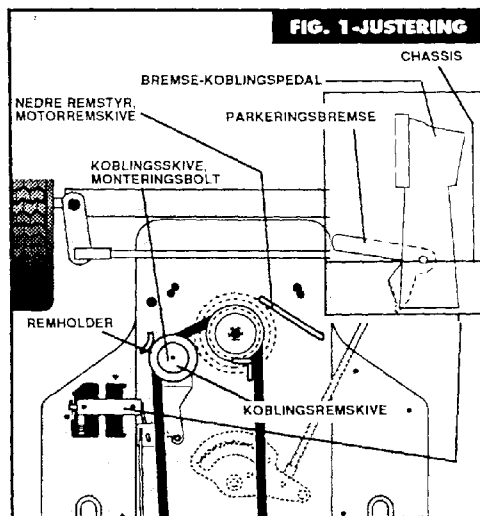 FIG. 1-JUSTERING
CHASSIS
BREMSE-KOBLINGSPEDAL
NEDRE REMSTYR,
MOTORREMSKIVE
PARKERINGSBREMSE
KOBLINGSSKIVE,
MONTERINGSBOLT
REMHOLDER
KOBLINGSREMSKIVE